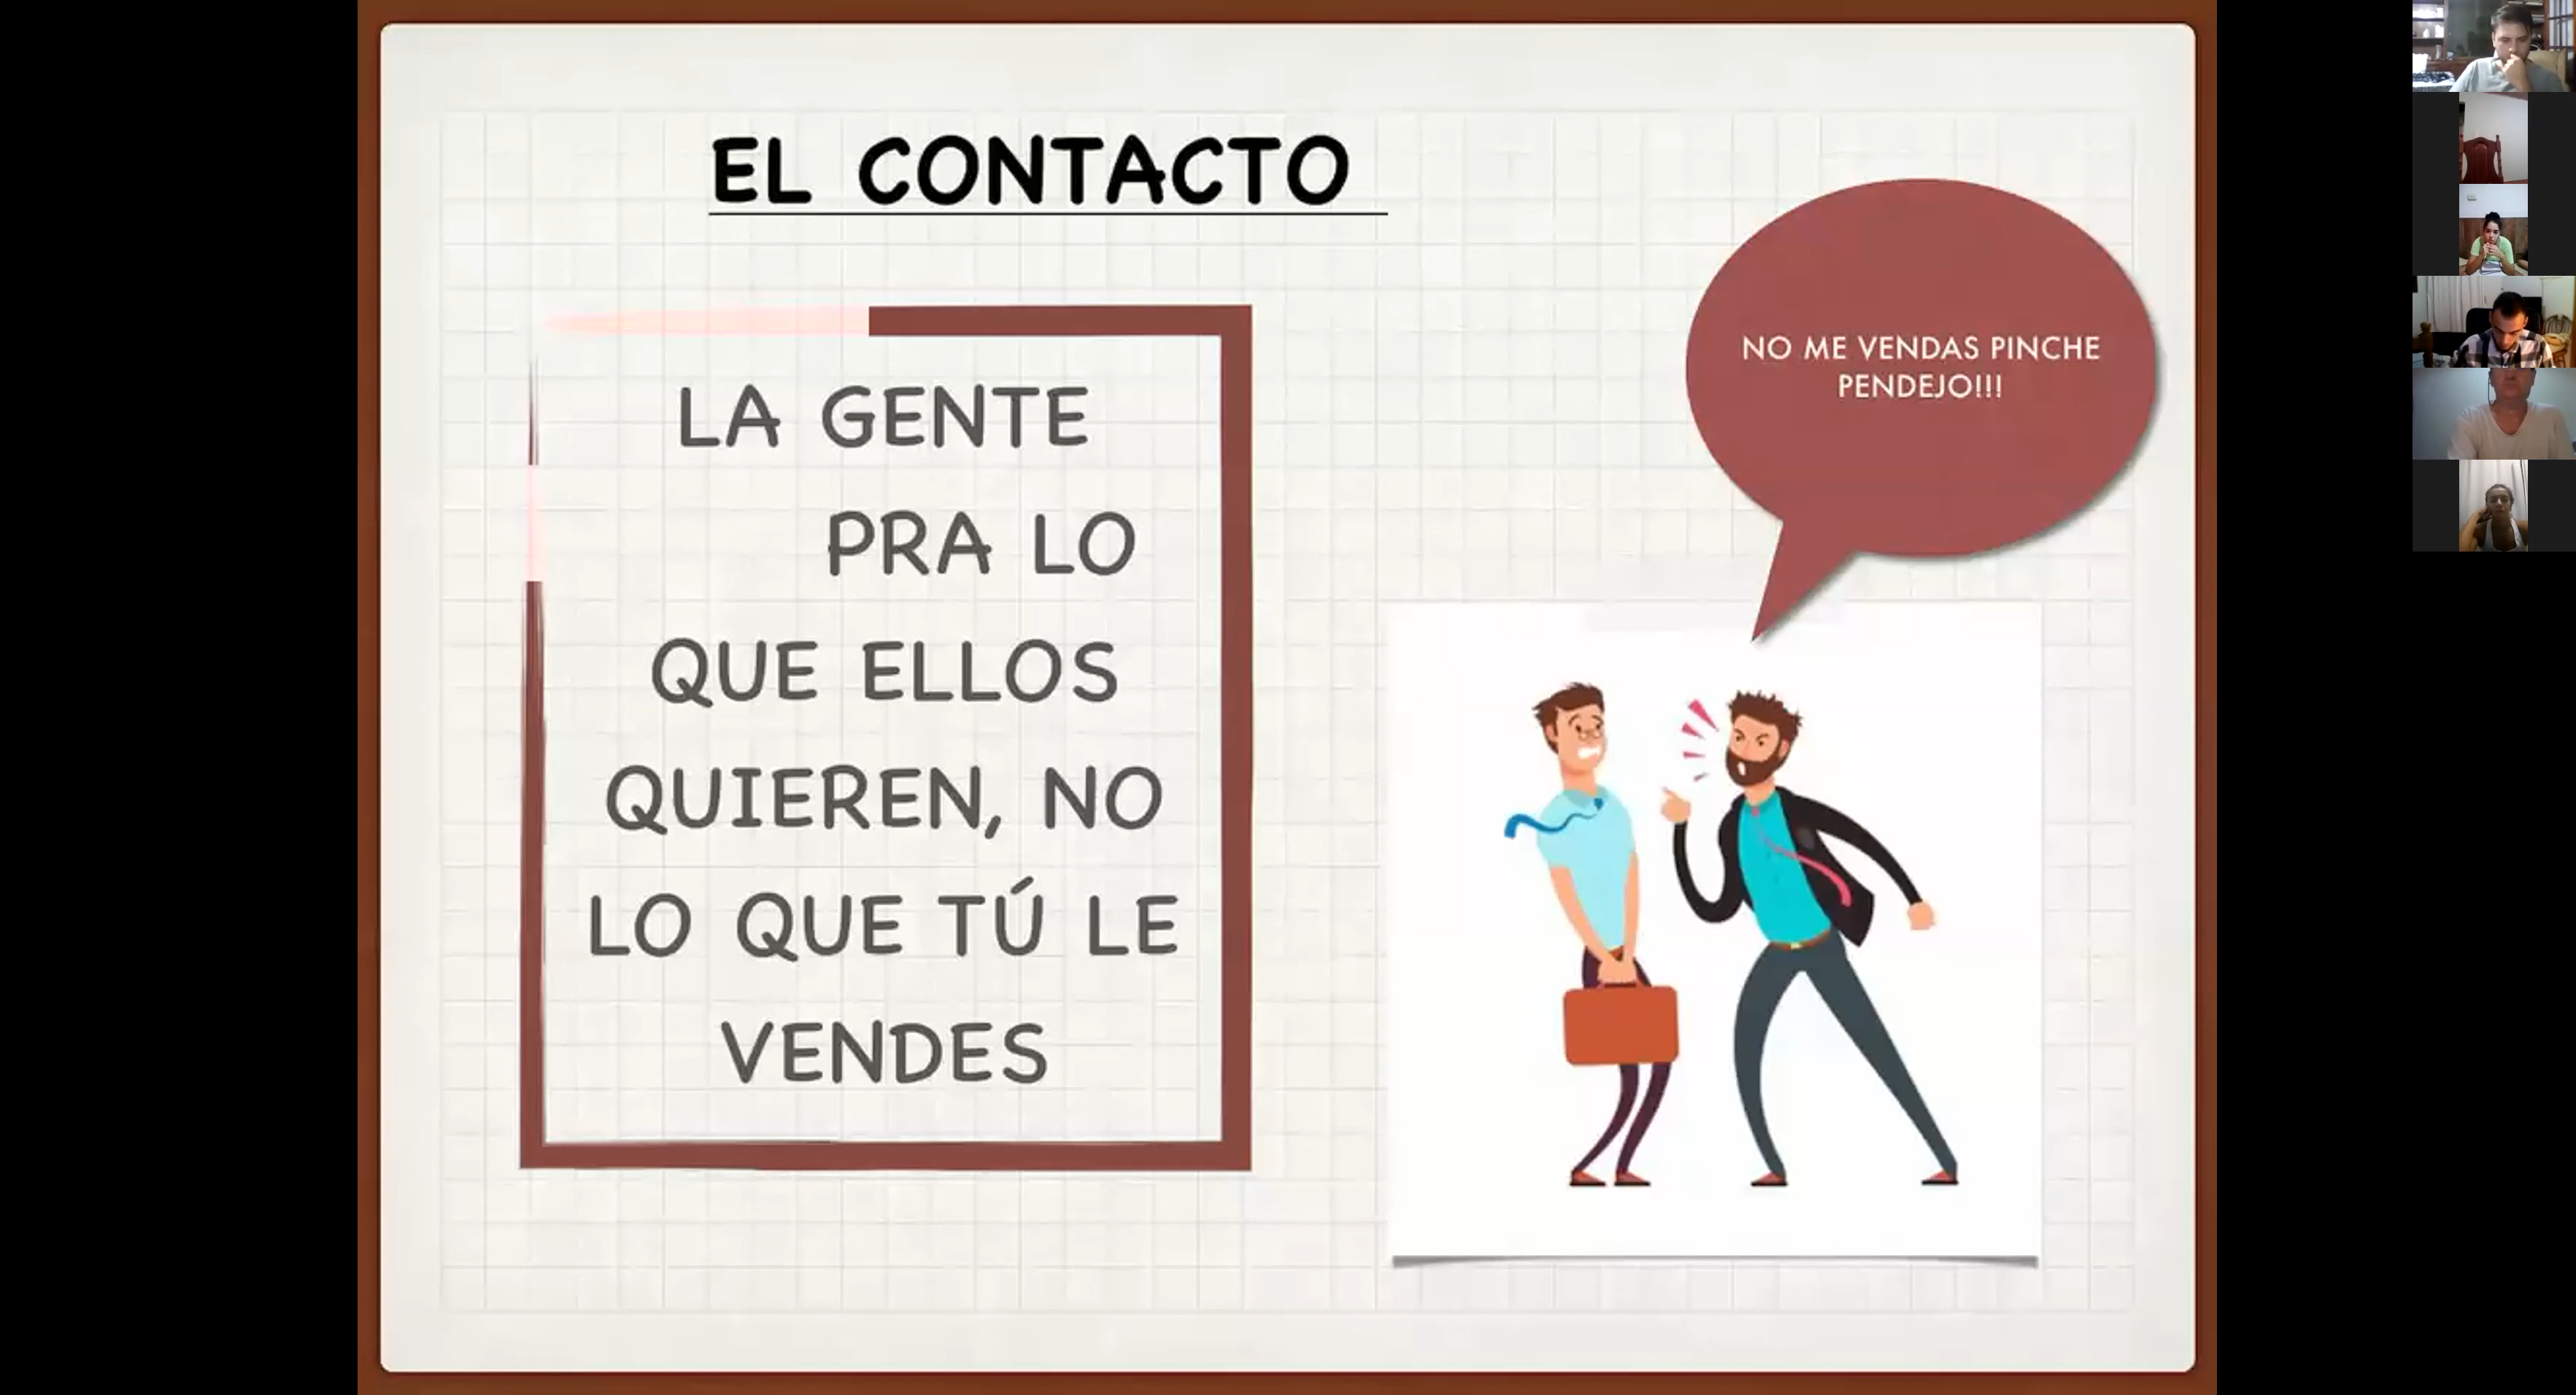 EL CONTACTO
LA GENTE
PRA LO
QUE ELLOS
QUIEREN, NO
LO QUE TÚ LE
VENDES
NO ME VENDAS PINCHE
PENDEJO!!!